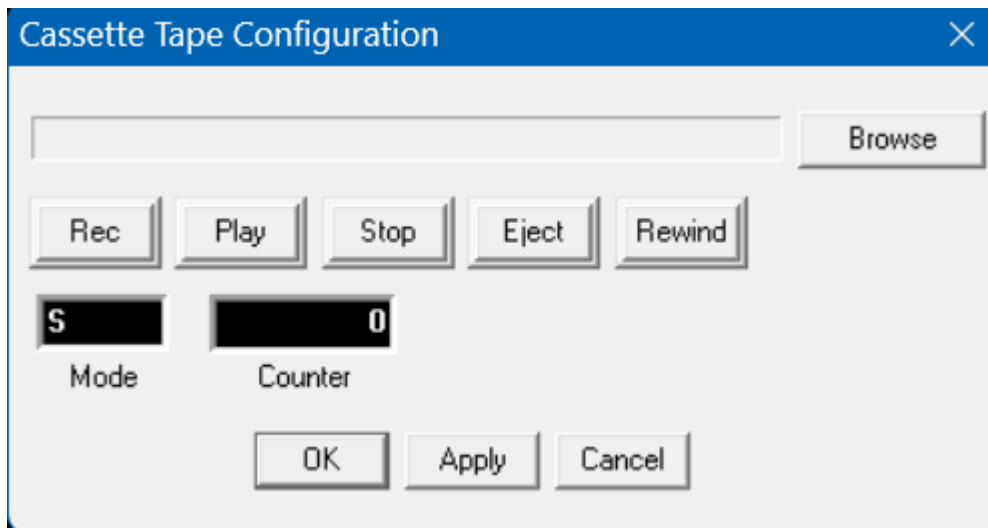 Cassette Tape Configuration
Browse
Rec Play Stop Eject Rewind
S 0
Mode Counter
OK Apply Cancel